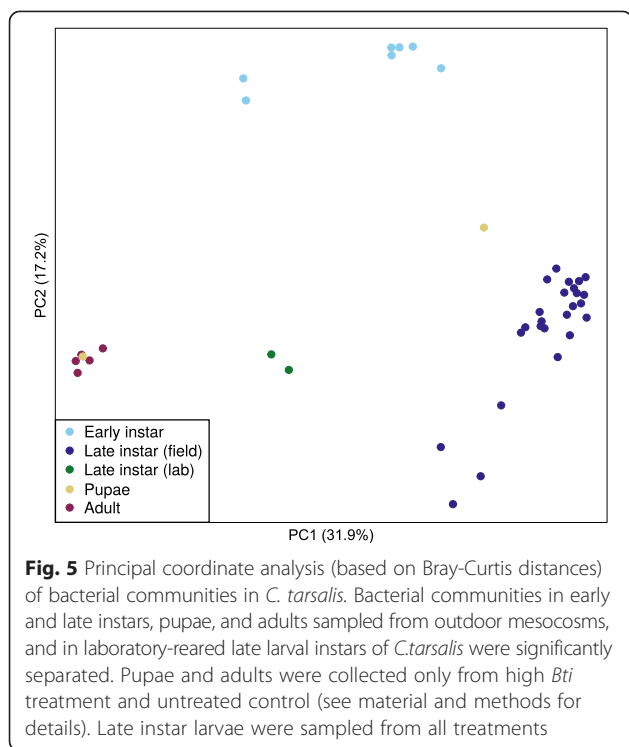 PC2 (17.2%)
Early instar
Late instar (field)
Late instar (lab)
Pupae
Adult
PC1 (31.9%)
Fig. 5 Principal coordinate analysis (based on Bray-Curtis distances)
of bacterial communities in C. tarsalis. Bacterial communities in early
and late instars, pupae, and adults sampled from outdoor mesocosms,
and in laboratory-reared late larval instars of C.tarsalis were significantly
separated. Pupae and adults were collected only from high Bti
treatment and untreated control (see material and methods for
details). Late instar larvae were sampled from all treatments